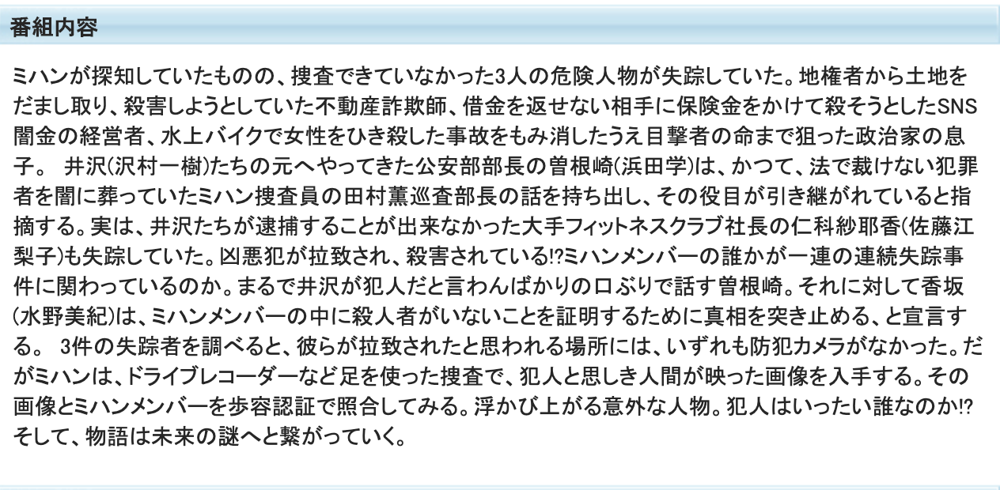 番組内容
ミハンが探知していたものの、捜査できていなかった3人の危険人物が失踪していた。地権者から土地を
だまし取り、殺害しようとしていた不動産詐欺師、借金を返せない相手に保険金をかけて殺そうとしたSNS
闇金の経営者、水上バイクで女性をひき殺した事故をもみ消したうえ目撃者の命まで狙った政治家の息
子。 井沢(沢村一樹)たちの元へやってきた公安部部長の曽根崎(浜田学)は、かつて、法で裁けない犯罪
者を闇に葬っていたミハン捜査員の田村薫巡査部長の話を持ち出し、その役目が引き継がれていると指
摘する。実は、井沢たちが逮捕することが出来なかった大手フィットネスクラブ社長の仁科紗耶香(佐藤江
梨子)も失踪していた。凶悪犯が拉致され、殺害されている!?ミハンメンバーの誰かが一連の連続失踪事
件に関わっているのか。まるで井沢が犯人だと言わんばかりの口ぶりで話す曽根崎。それに対して香坂
(水野美紀)は、ミハンメンバーの中に殺人者がいないことを証明するために真相を突き止める、と宣言す
る。 3件の失踪者を調べると、彼らが拉致されたと思われる場所には、いずれも防犯カメラがなかった。だ
がミハンは、ドライブレコーダーなど足を使った捜査で、犯人と思しき人間が映った画像を入手する。その
画像とミハンメンバーを歩容認証で照合してみる。浮かび上がる意外な人物。犯人はいったい誰なのか!?
そして、物語は未来の謎へと繋がっていく。